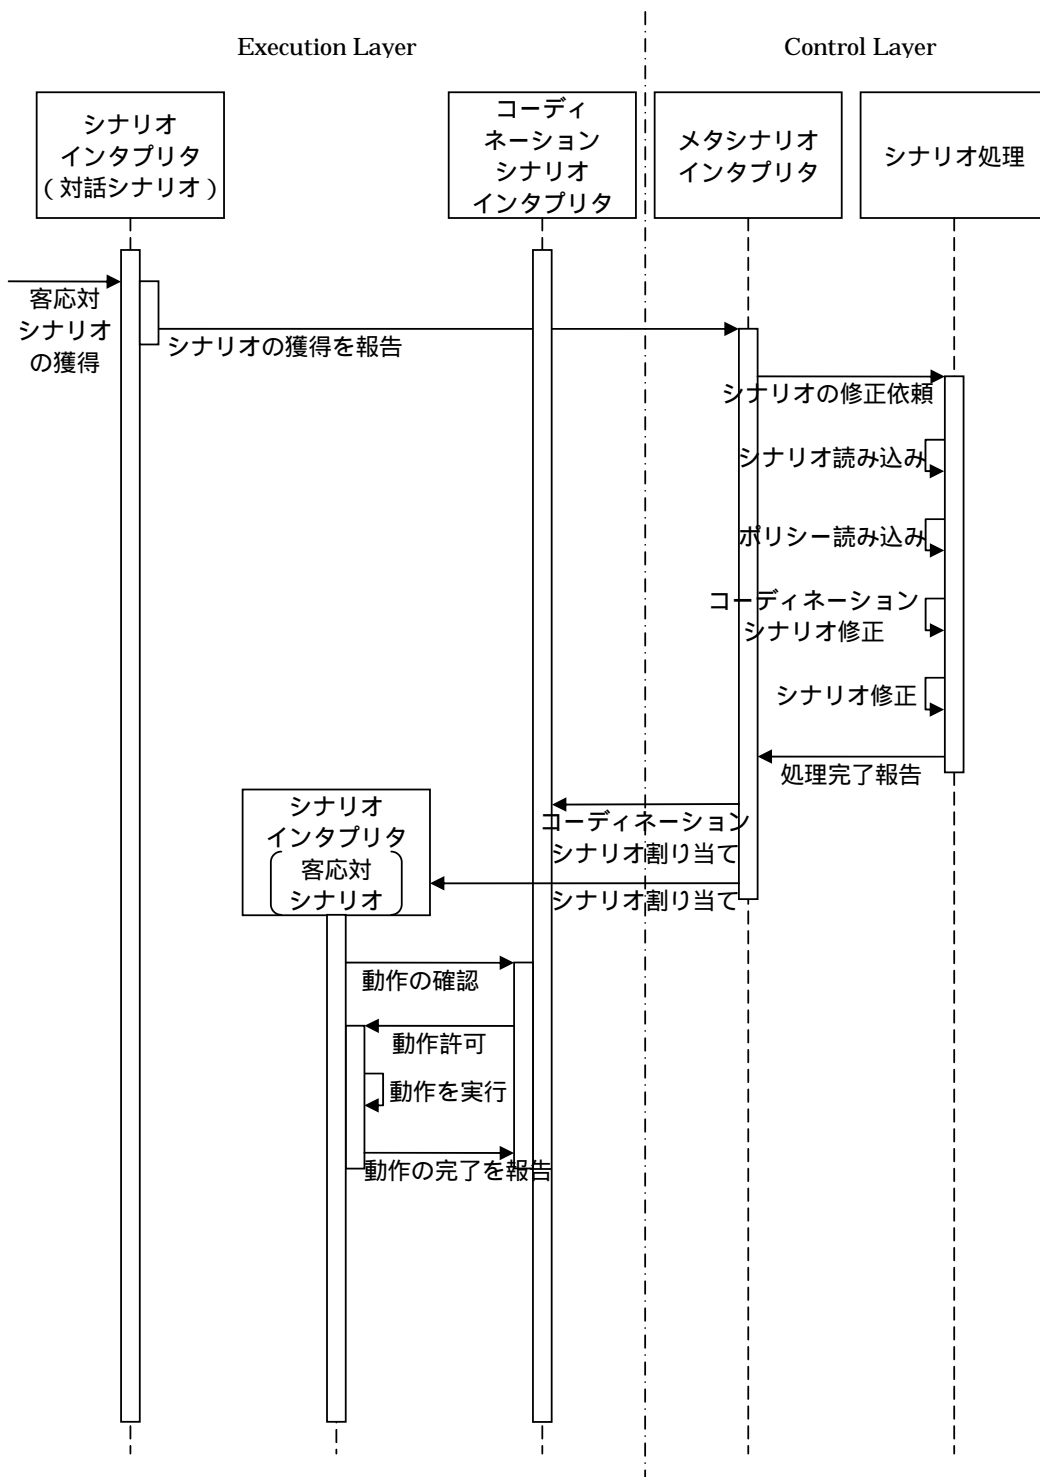 Execution Layer
Control Layer
シナリオ
インタプリタ
(対話シナリオ)
コーディ
ネーション
シナリオ
インタプリタ
メタシナリオ
インタプリタ
シナリオ処理
客応対
シナリオ
の獲得
シナリオの獲得を報告
シナリオの修正依頼
シナリオ読み込み
ポリシー読み込み
コーディネーション
シナリオ修正
シナリオ修正
処理完了報告
コーディネーション
シナリオ割り当て
シナリオ割り当て
シナリオ
インタプリタ
客応対
シナリオ
動作の確認
動作許可
動作を実行
動作の完了を報告